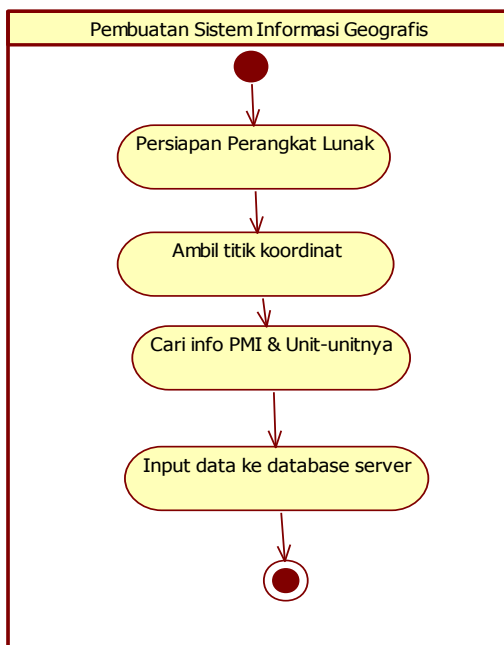 Pembuatan Sistem Informasi Geografis
Persiapan Perangkat Lunak
Ambil titik koordinat
Cari info PMI & Unit-unitnya
Input data ke database server